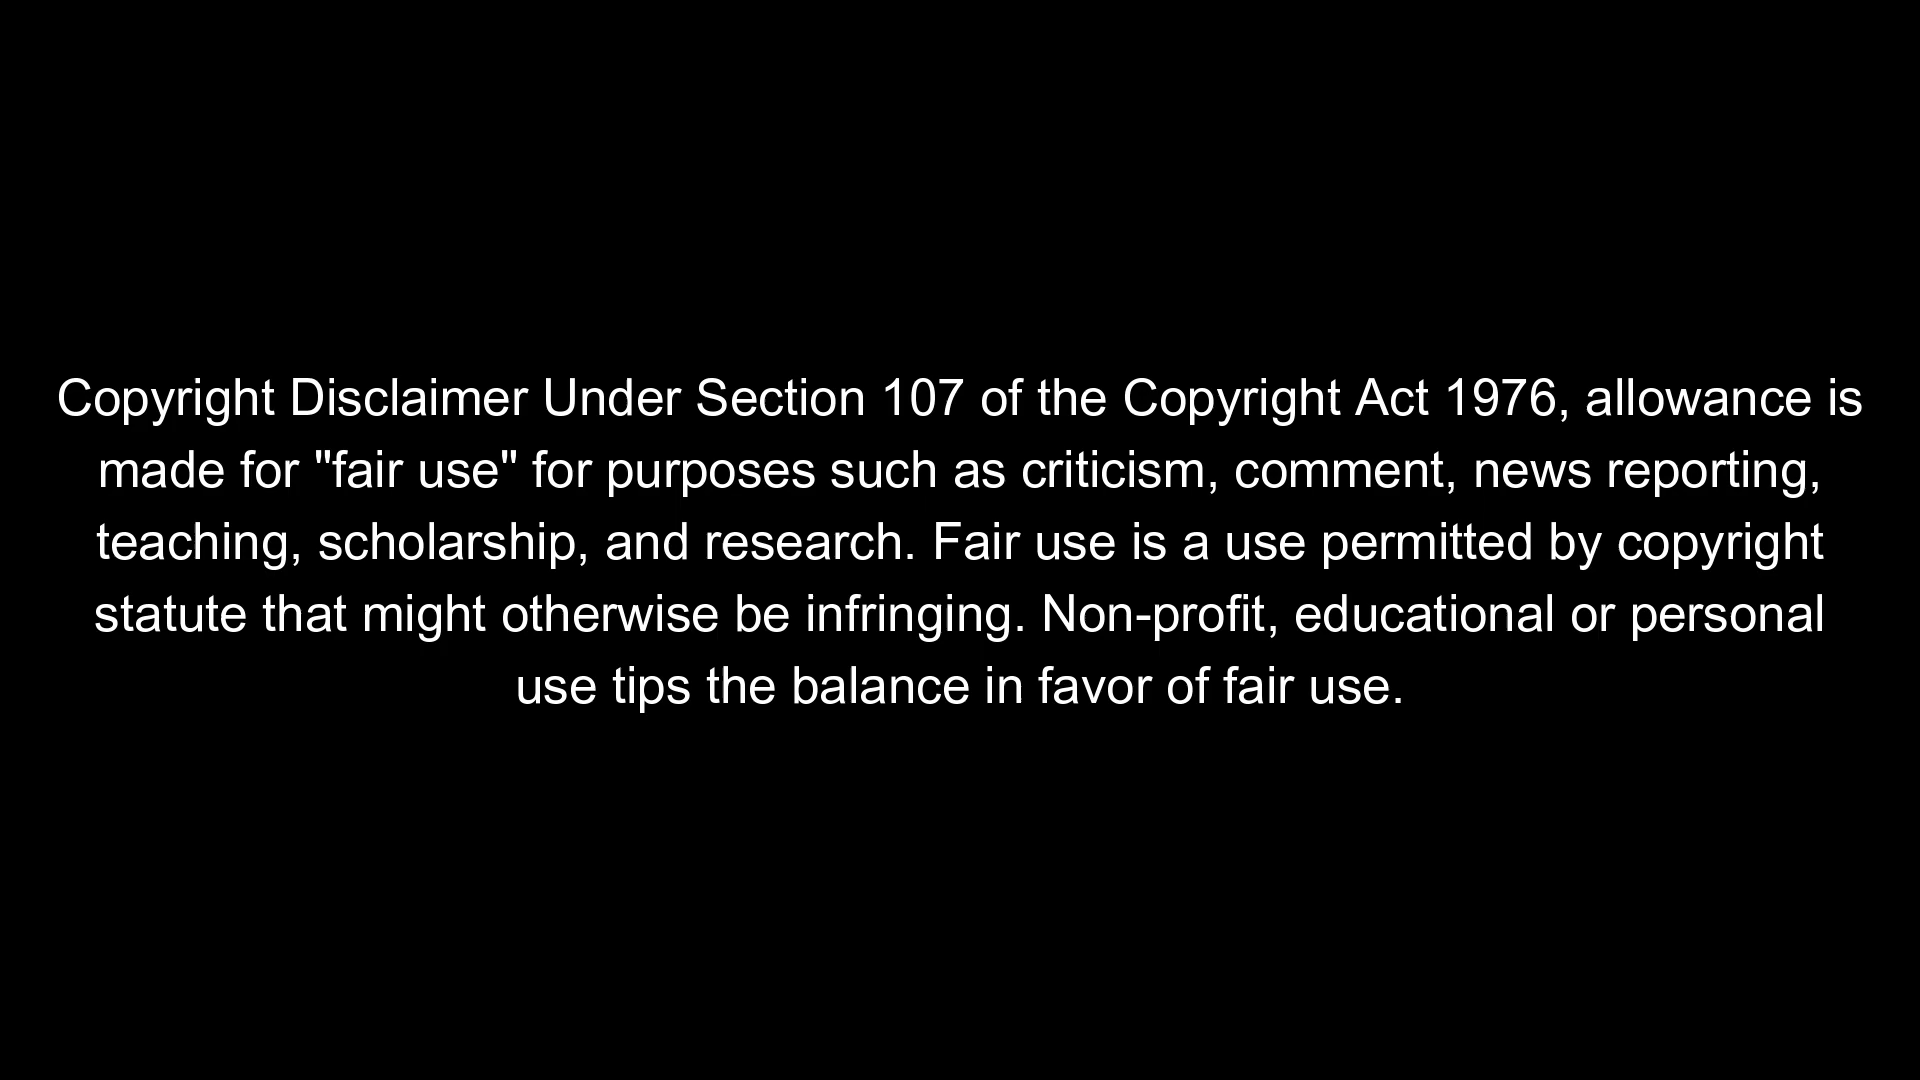 Copyright Disclaimer Under Section 107 of the Copyright Act 1976, allowance is
made for "fair use" for purposes such as criticism, comment, news reporting,
teaching, scholarship, and research. Fair use is a use permitted by copyright
statute that might otherwise be infringing. Non-profit, educational or personal
use tips the balance in favor of fair use.